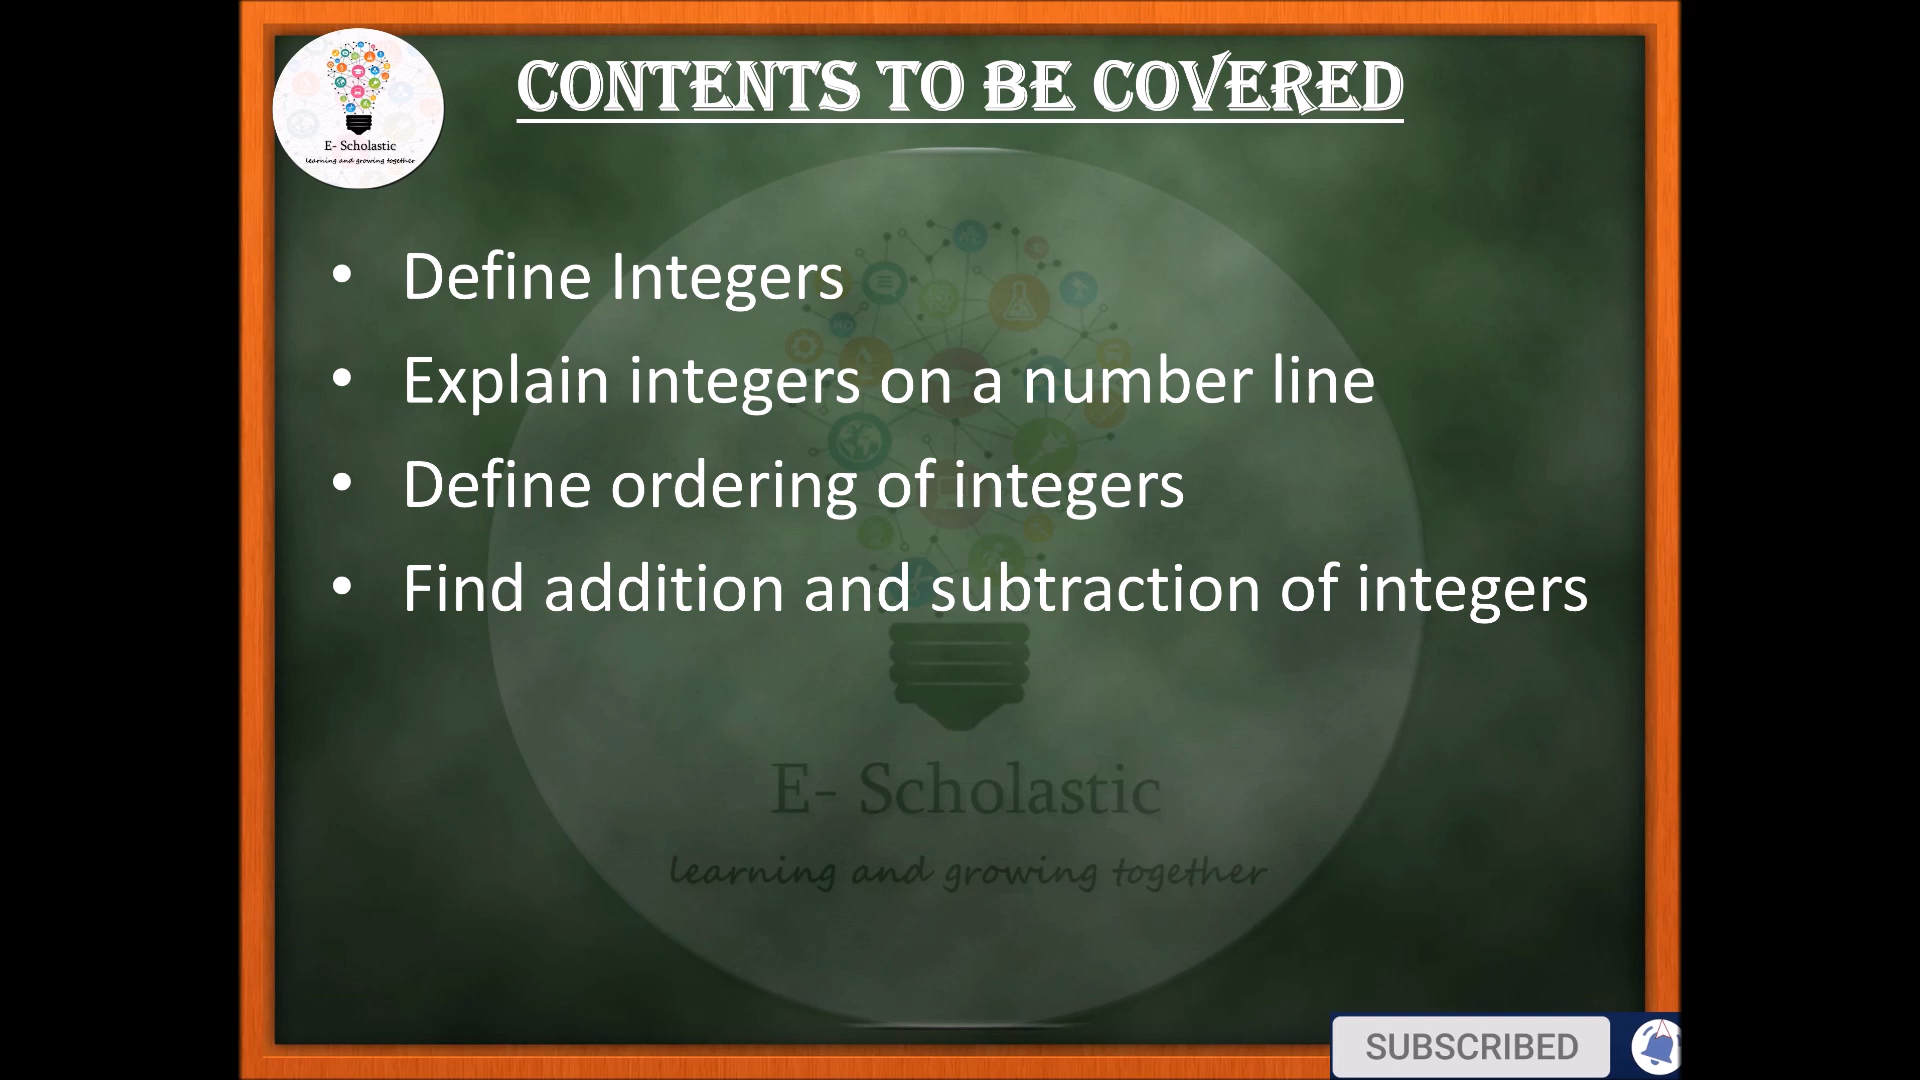 CONTENTS TO BE COVERED
E- Scholastic
learning and growing together
• Define Integers
• Explain integers on a number line
• Define ordering of integers
• Find addition and subtraction of integers
E- Scholastic
learning and growing together
SUBSCRIBED